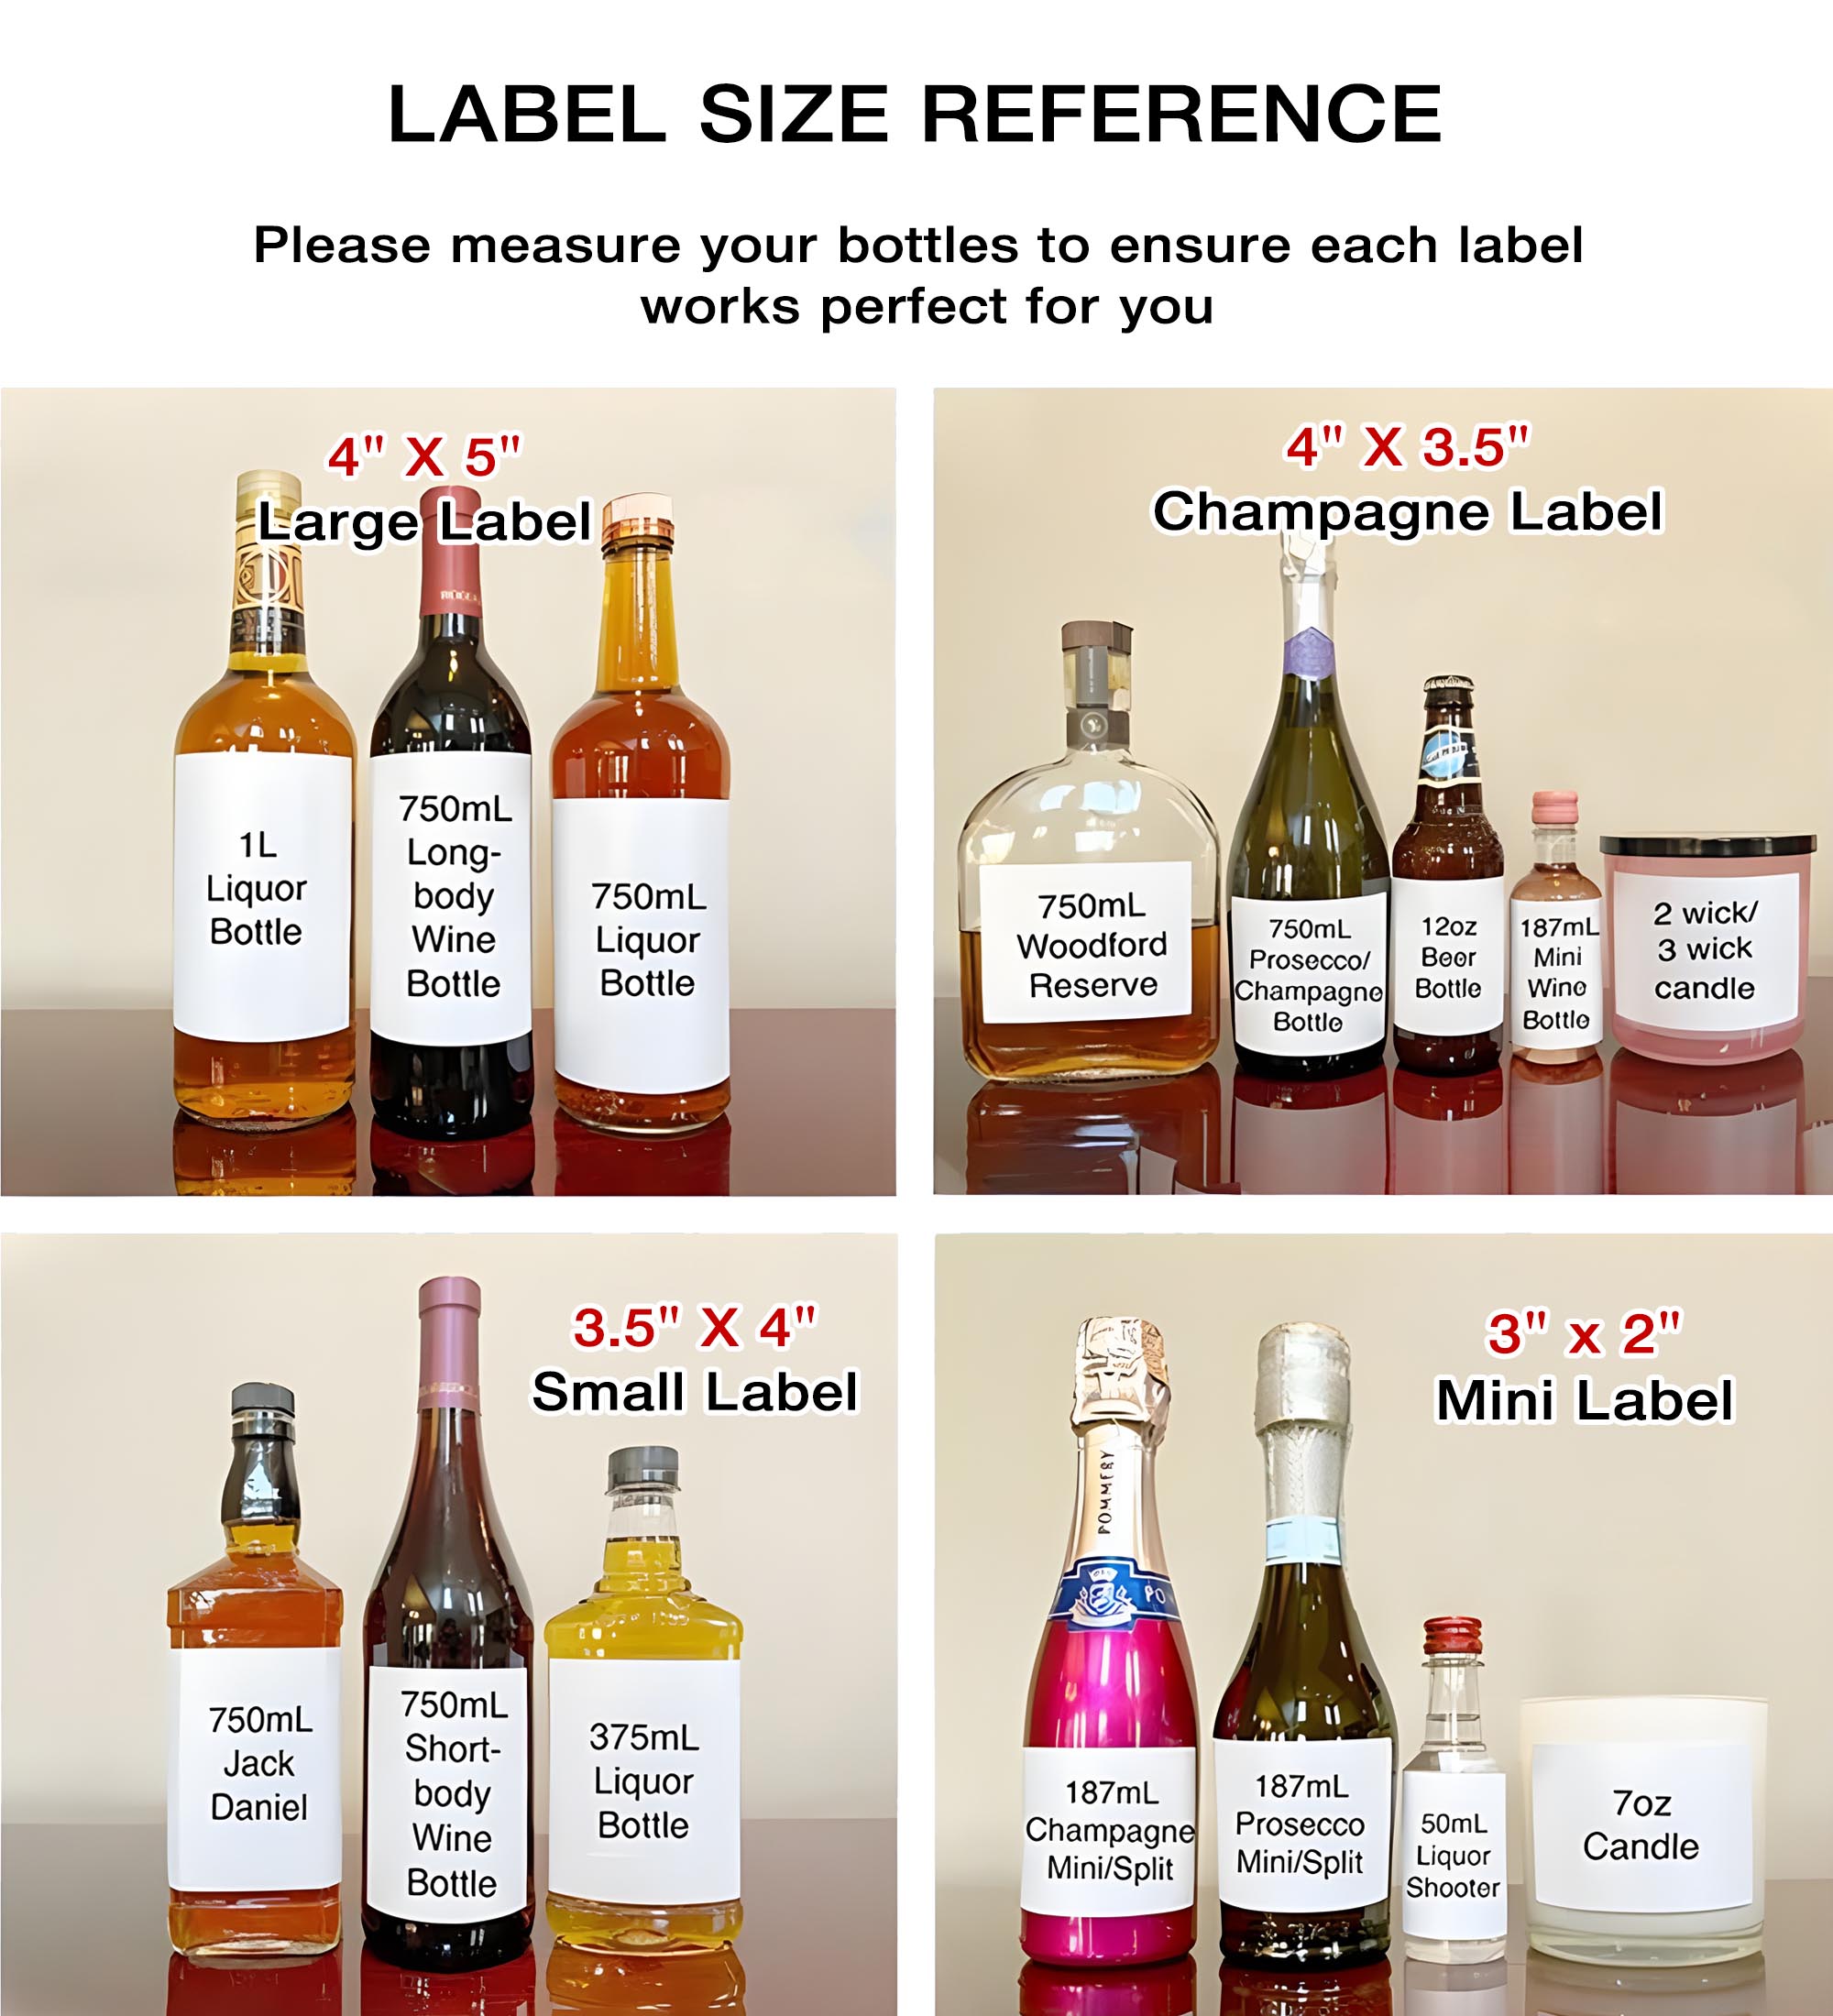 LABEL SIZE REFERENCE
Please measure your bottles to ensure each label
works perfect for you
4" X 5"
Large Label
1L
Liquor
Bottle
750mL
Long-
body
Wine
Bottle
750mL
Liquor
Bottle
4" X 3.5"
Champagne Label
750mL
Woodford
Reserve
750mL
Prosecco/
Champagne
Bottle
12oz
Beer
Bottle
187mL
Mini
Wine
Bottle
2 wick/
3 wick
candle
3.5" X 4"
Small Label
750mL
Jack
Daniel
750mL
Short-
body
Wine
Bottle
375mL
Liquor
Bottle
3" x 2"
Mini Label
POMMERY
PO
187mL
Champagne
Mini/Split
187mL
Prosecco
Mini/Split
50mL
Liquor
Shooter
7oz
Candle